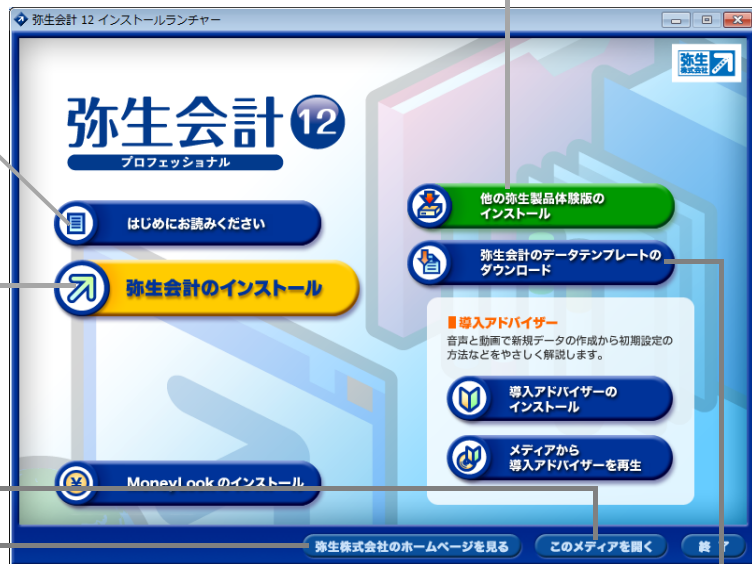 弥生会計 12 インストールランチャー
弥生
株式会社
弥生会計 12
プロフェッショナル
はじめにお読みください
弥生会計のインストール
MoneyLook のインストール
他の弥生製品体験版の
インストール
弥生会計のデータテンプレートの
ダウンロード
■導入アドバイザー
音声と動画で新規データの作成から初期設定の
方法などをやさしく解説します。
導入アドバイザーの
インストール
メディアから
導入アドバイザーを再生
弥生株式会社のホームページを見る
このメディアを開く
終 了